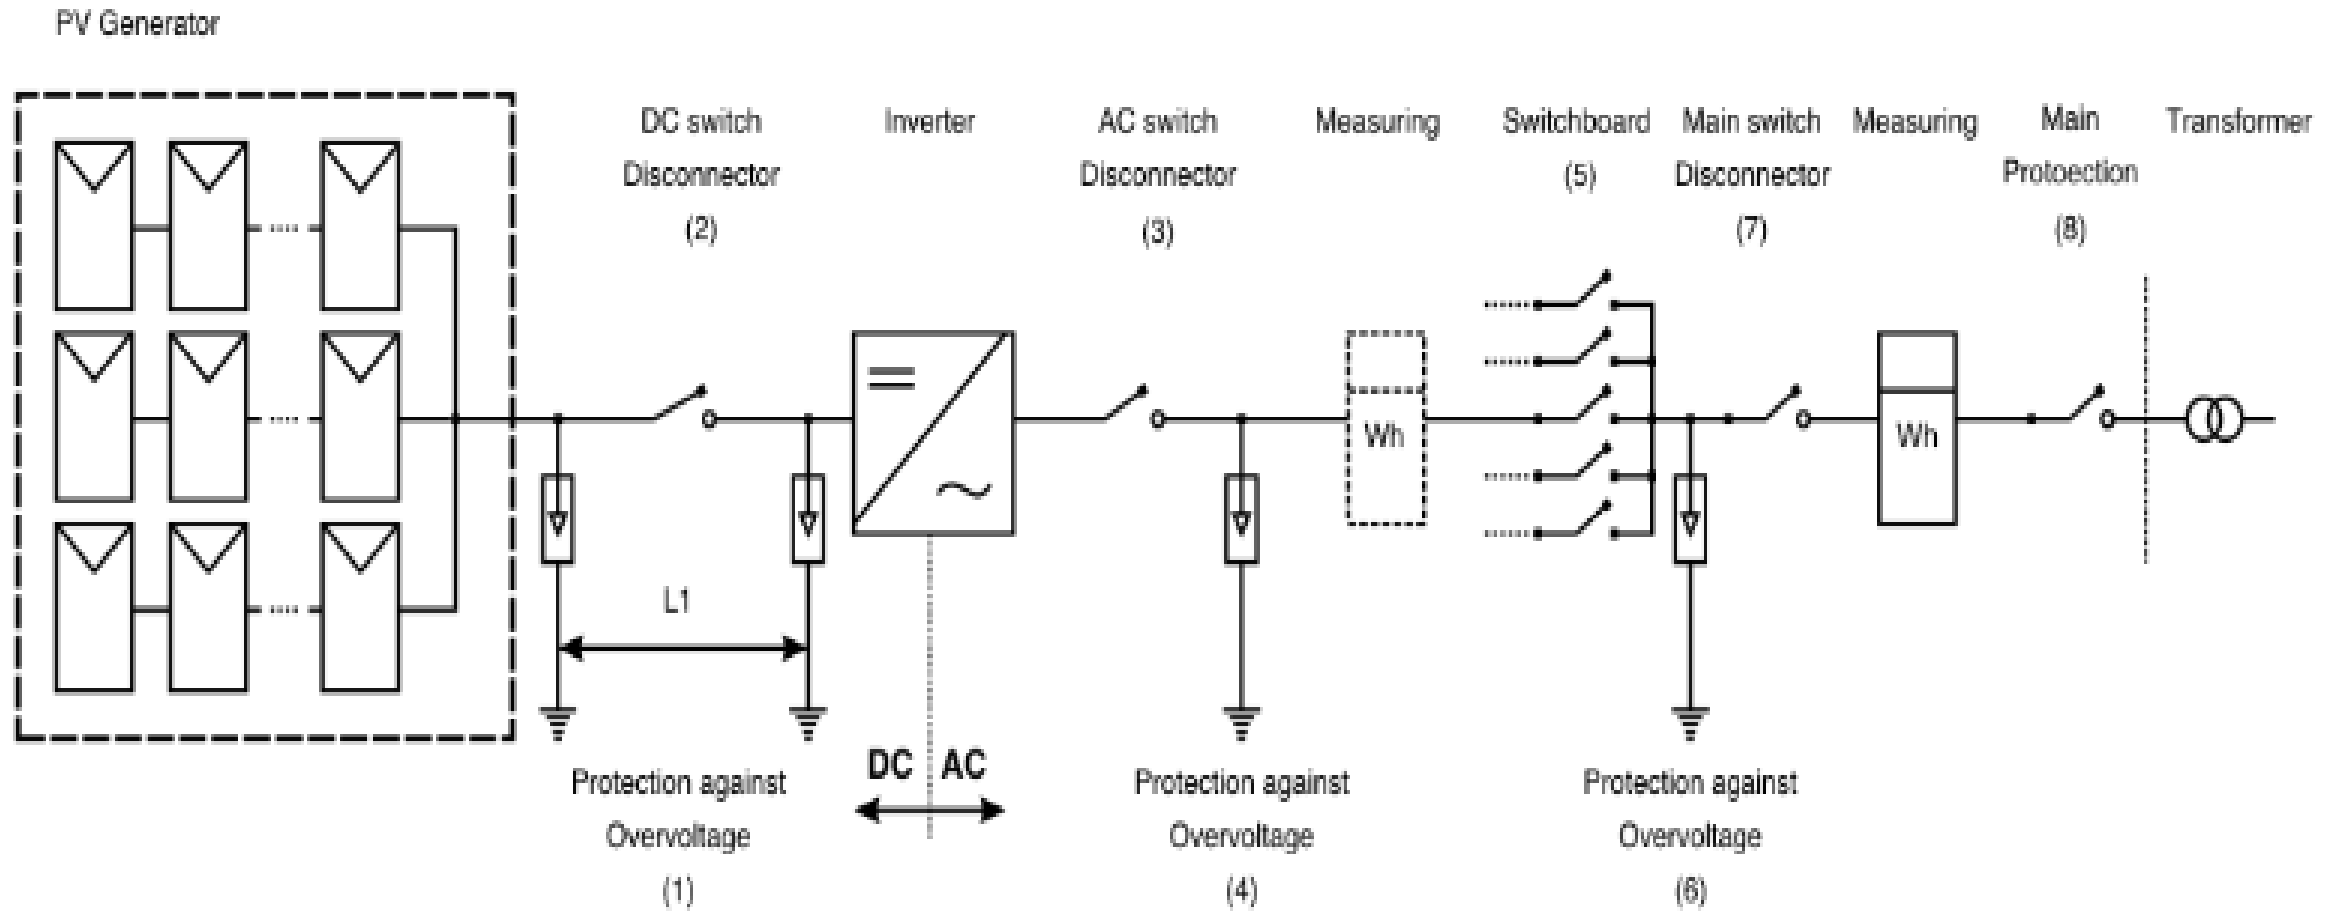 PV Generator
DC switch
Disconnector
(2)
Inverter
AC switch
Disconnector
(3)
Measuring
Switchboard
(5)
Main switch
Disconnector
(7)
Measuring
Main
Protoection
(8)
Transformer
Wh
Wh
L1
DC
AC
Protection against
Overvoltage
(1)
Protection against
Overvoltage
(4)
Protection against
Overvoltage
(6)